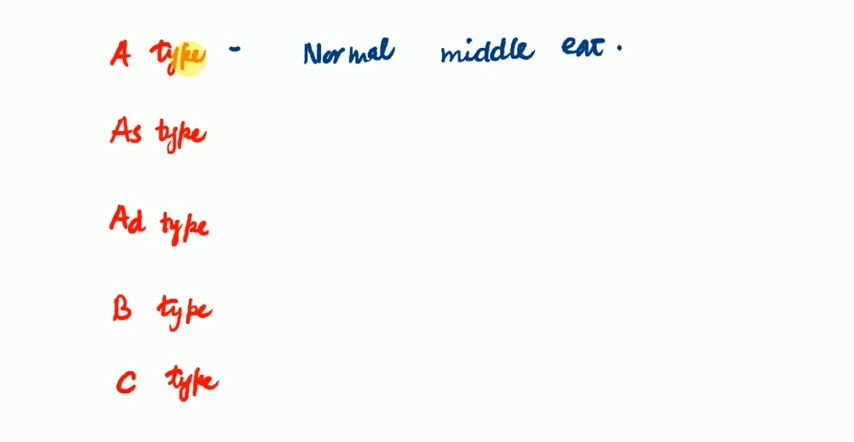 A type - Normal middle ear.
As type
Ad type
B type
C type